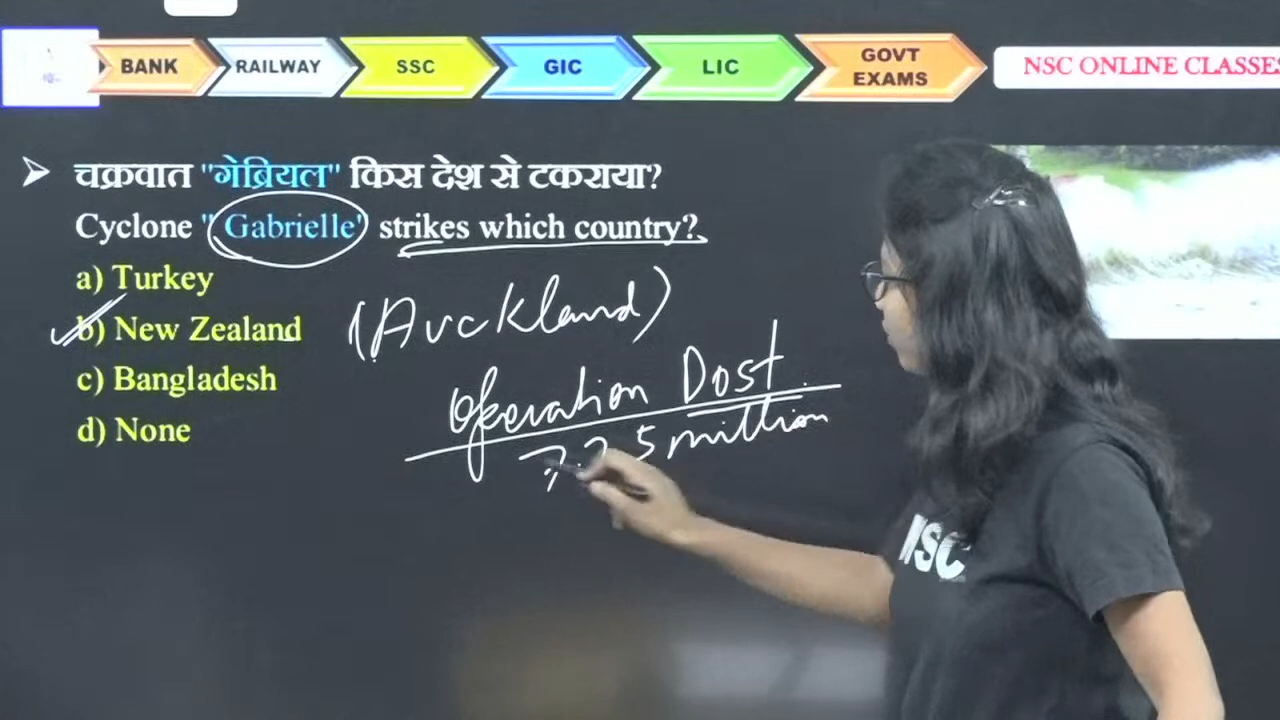 BANK RAILWAY SSC GIC LIC GOVT EXAMS NSC ONLINE CLASSES
चक्रवात "गेब्रियल" किस देश से टकराया?
Cyclone "Gabrielle" strikes which country?
a) Turkey
b) New Zealand
(Auckland)
c) Bangladesh
Operation Dost
d) None
5 million
NSC